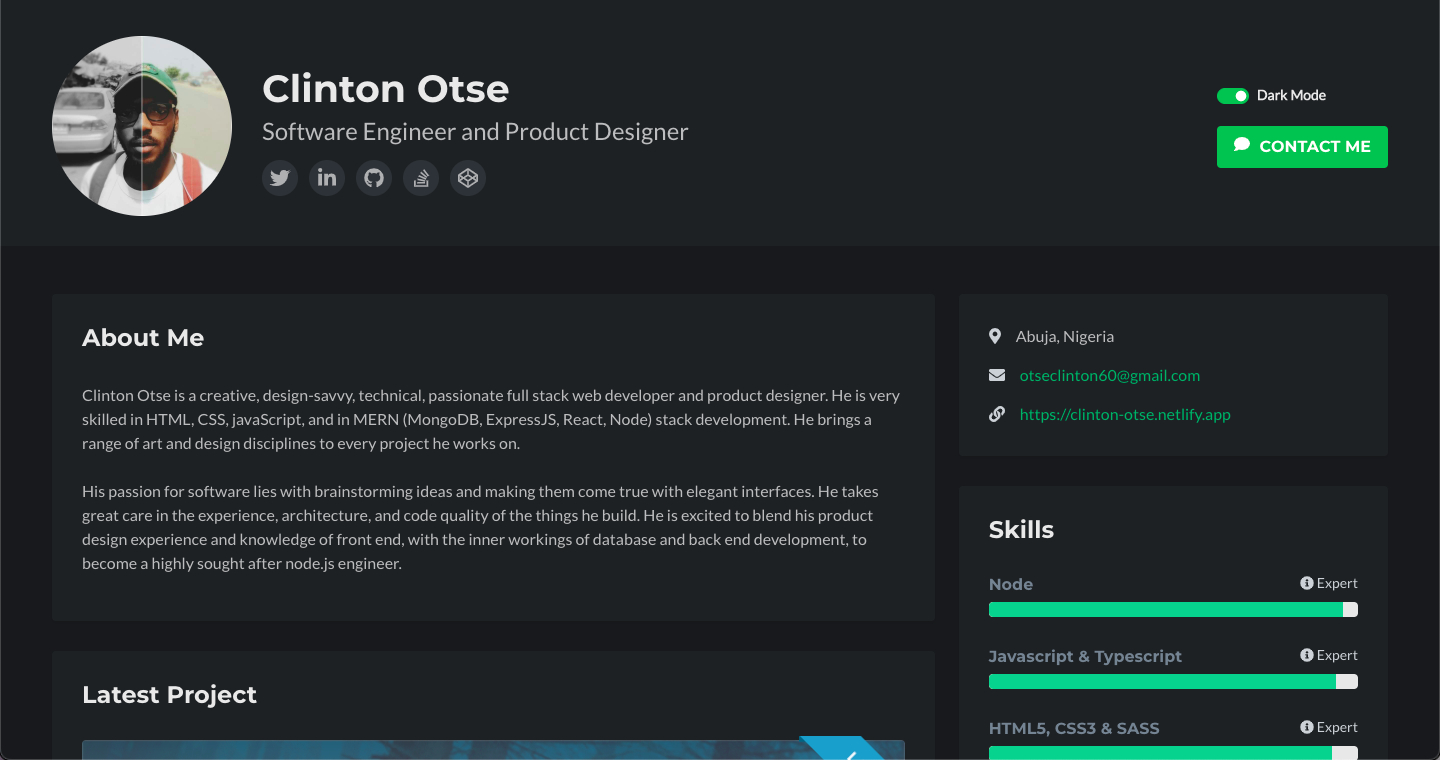 Clinton Otse
Software Engineer and Product Designer
Dark Mode
CONTACT ME
About Me
Clinton Otse is a creative, design-savvy, technical, passionate full stack web developer and product designer. He is very
skilled in HTML, CSS, javaScript, and in MERN (MongoDB, ExpressJS, React, Node) stack development. He brings a
range of art and design disciplines to every project he works on.
His passion for software lies with brainstorming ideas and making them come true with elegant interfaces. He takes
great care in the experience, architecture, and code quality of the things he build. He is excited to blend his product
design experience and knowledge of front end, with the inner workings of database and back end development, to
become a highly sought after node.js engineer.
Latest Project
Abuja, Nigeria
otseclinton60@gmail.com
https://clinton-otse.netlify.app
Skills
Node
Expert
Javascript & Typescript
Expert
HTML5, CSS3 & SASS
Expert